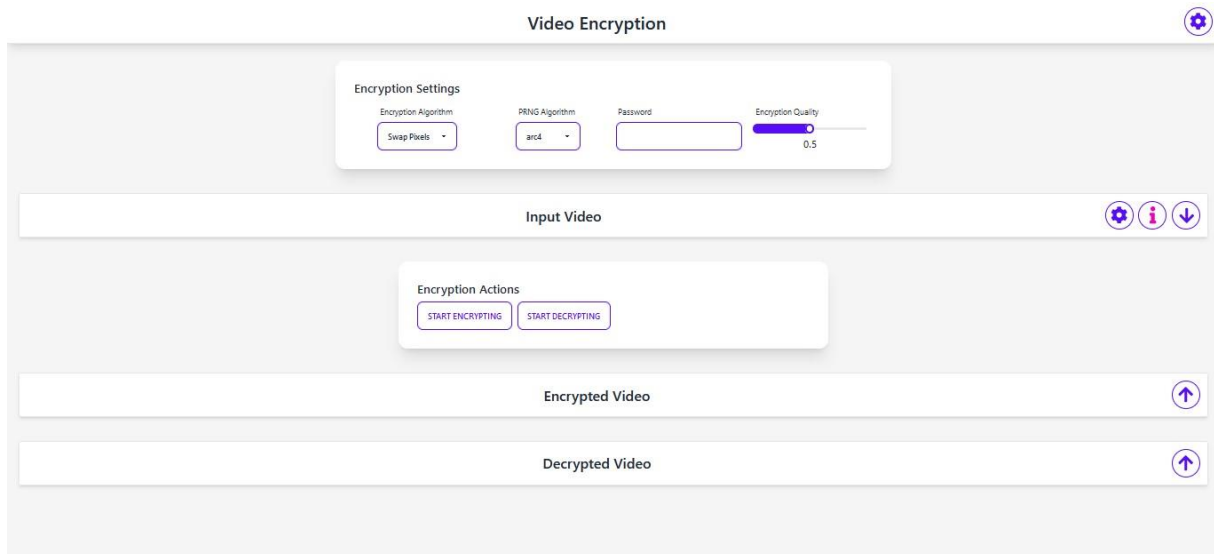 Video Encryption
Encryption Settings
Encryption Algorithm PRNG Algorithm Password Encryption Quality
Swap Pixels arc4
0.5
Input Video
Encryption Actions
START ENCRYPTING START DECRYPTING
Encrypted Video
Decrypted Video